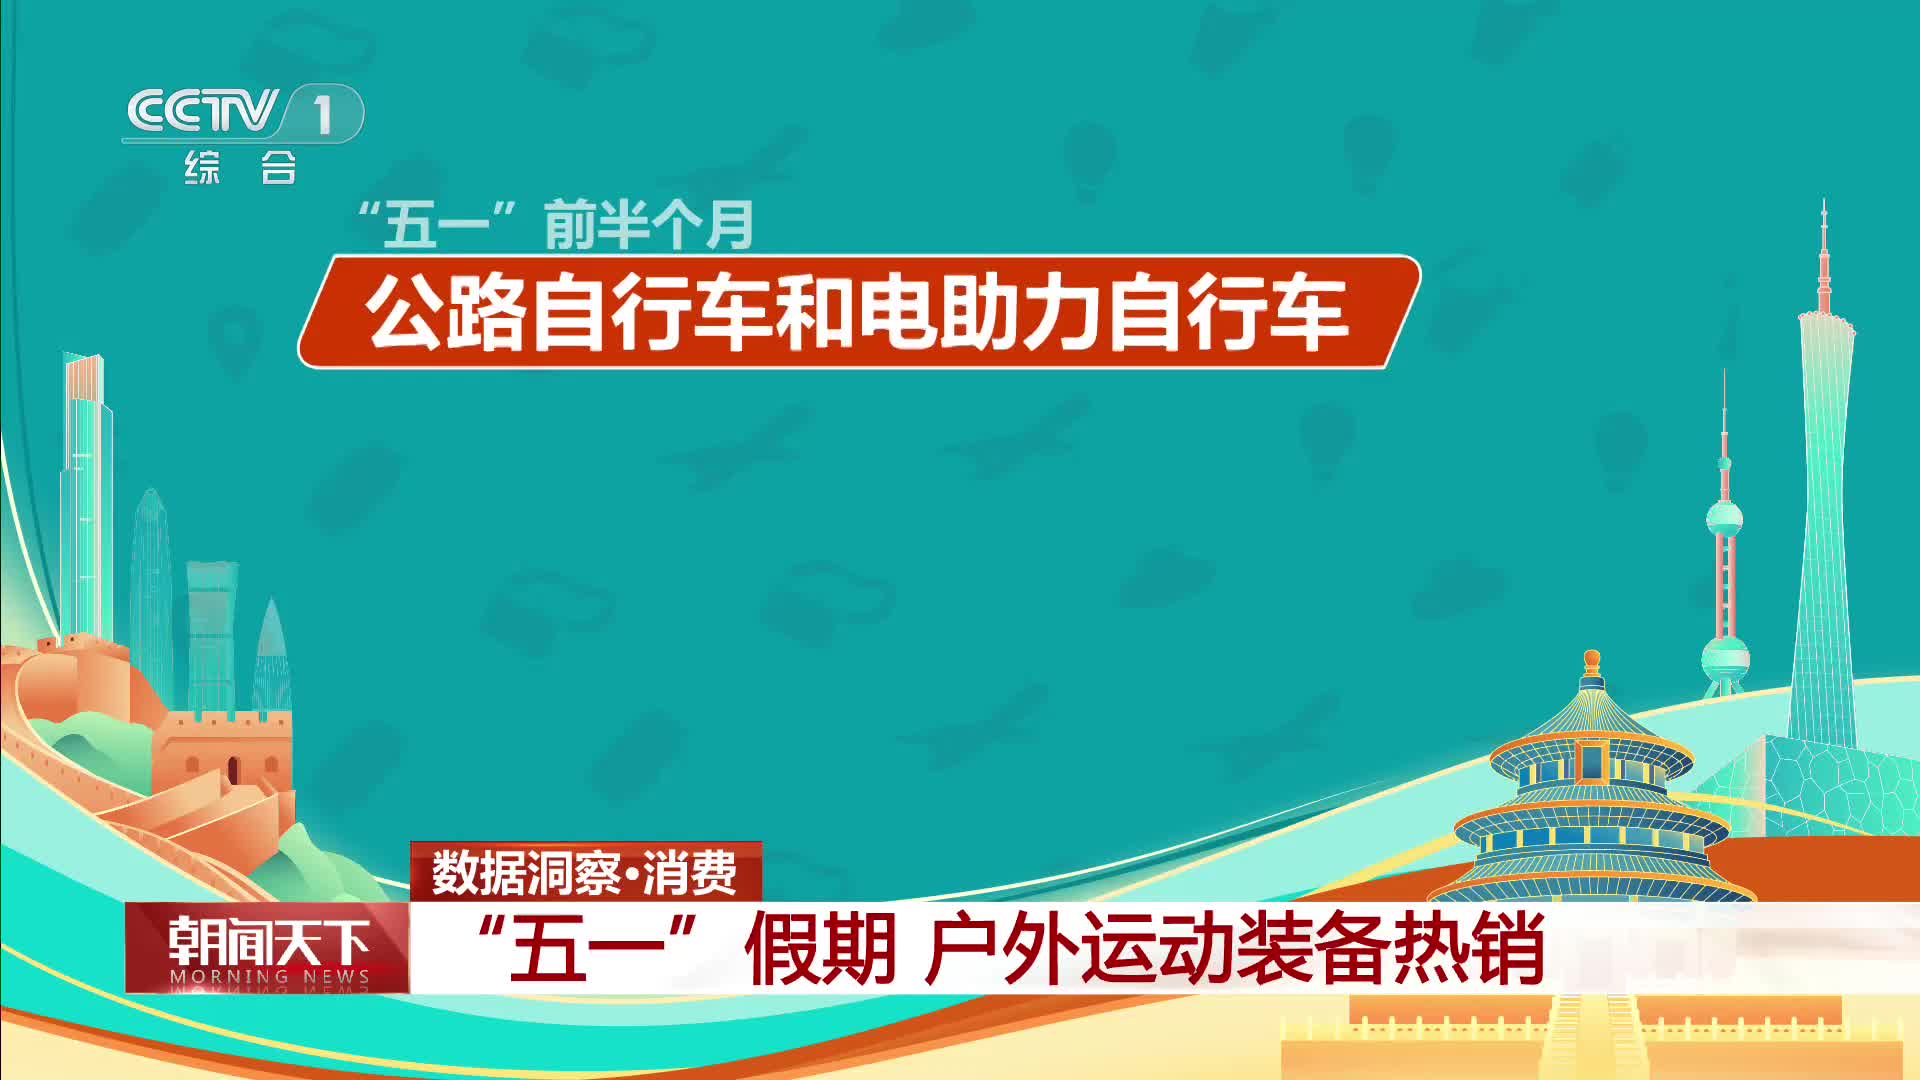 CCTV 1
综合
“五一”前半个月
公路自行车和电助力自行车
数据洞察·消费
朝闻天下
MORNING NEWS
“五一”假期 户外运动装备热销